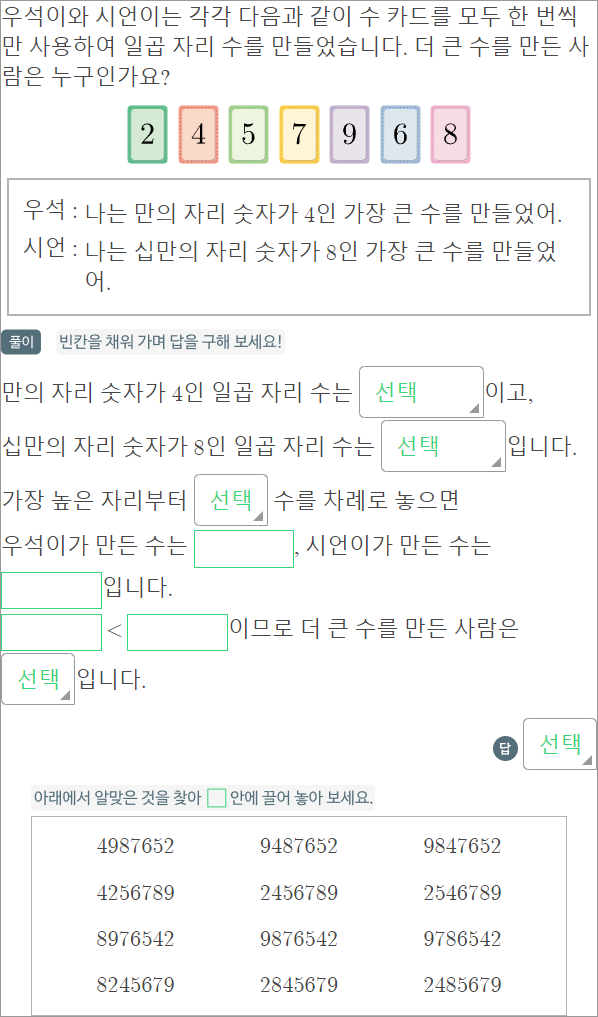 우석이와 시언이는 각각 다음과 같이 수 카드를 모두 한 번씩
만 사용하여 일곱 자리 수를 만들었습니다. 더 큰 수를 만든 사
람은 누구인가요?
2 4 5 7 9 6 8
우석 : 나는 만의 자리 숫자가 4인 가장 큰 수를 만들었어.
시언 : 나는 십만의 자리 숫자가 8인 가장 큰 수를 만들었
어.
풀이 빈칸을 채워 가며 답을 구해 보세요!
만의 자리 숫자가 4인 일곱 자리 수는 선택 이고,
십만의 자리 숫자가 8인 일곱 자리 수는 선택 입니다.
가장 높은 자리부터 선택 수를 차례로 놓으면
우석이가 만든 수는 , 시언이가 만든 수는
입니다.
< 이므로 더 큰 수를 만든 사람은
선택 입니다.
답 선택
아래에서 알맞은 것을 찾아 안에 끌어 놓아 보세요.
4987652 9487652 9847652
4256789 2456789 2546789
8976542 9876542 9786542
8245679 2845679 2485679